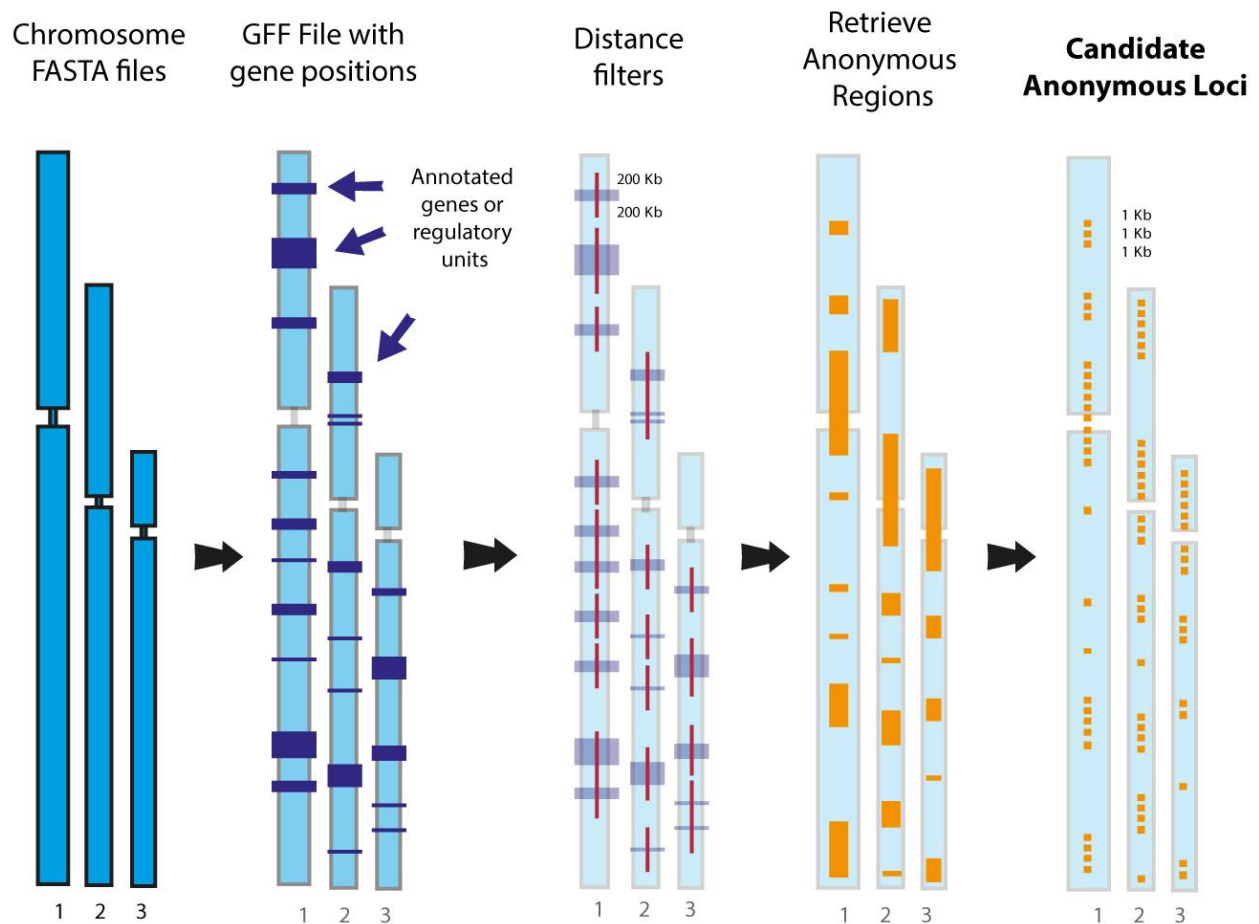 Chromosome
FASTA files
GFF File with
gene positions
Distance
filters
Retrieve
Anonymous
Regions
Candidate
Anonymous Loci
Annotated
genes or
regulatory
units
200 Kb
200 Kb
1 Kb
1 Kb
1 Kb
1 2 3
1 2 3
1 2 3
1 2 3
1 2 3